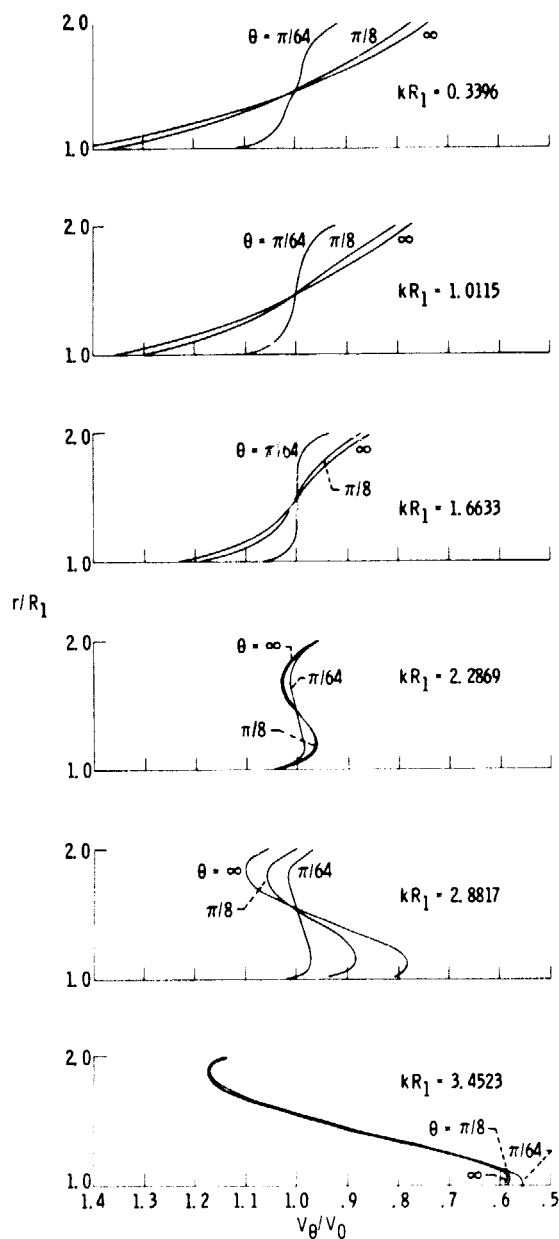 2.0
θ = π/64 π/8 ∞
kR1 = 0.3396
1.0
2.0
θ = π/64 π/8 ∞
kR1 = 1.0115
1.0
2.0
θ = π/64 ∞
π/8
kR1 = 1.6633
1.0
r/R1
2.0
θ = ∞
π/64
kR1 = 2.2869
π/8
1.0
2.0
θ = ∞ π/64
kR1 = 2.8817
π/8
1.0
2.0
kR1 = 3.4523
θ = π/8
π/64
∞
1.0
1.4 1.3 1.2 1.1 1.0 .9 .8 .7 .6 .5
Vθ/V0